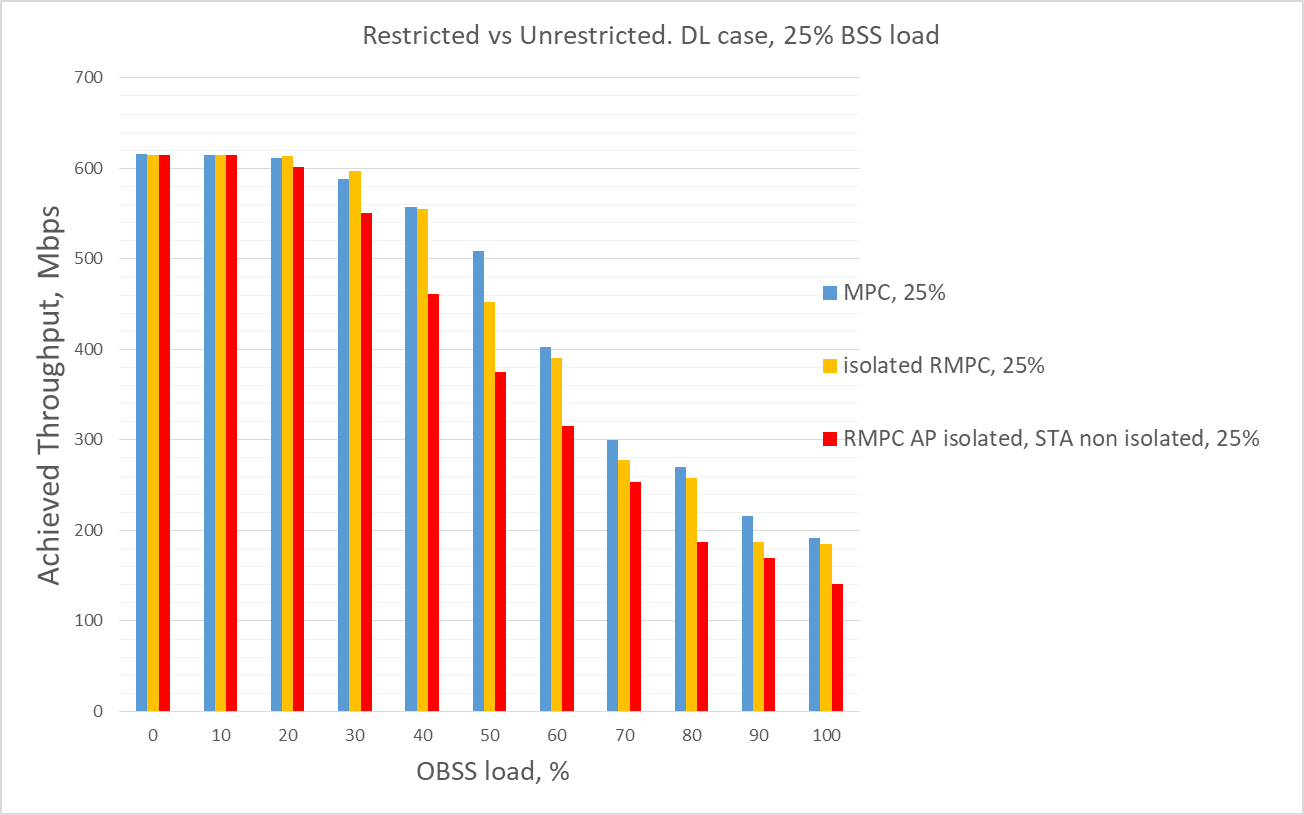 Restricted vs Unrestricted. DL case, 25% BSS load
700
600
500
400
300
200
100
0
Achieved Throughput, Mbps
0 10 20 30 40 50 60 70 80 90 100
OBSS load, %
MPC, 25%
isolated RMPC, 25%
RMPC AP isolated, STA non isolated, 25%